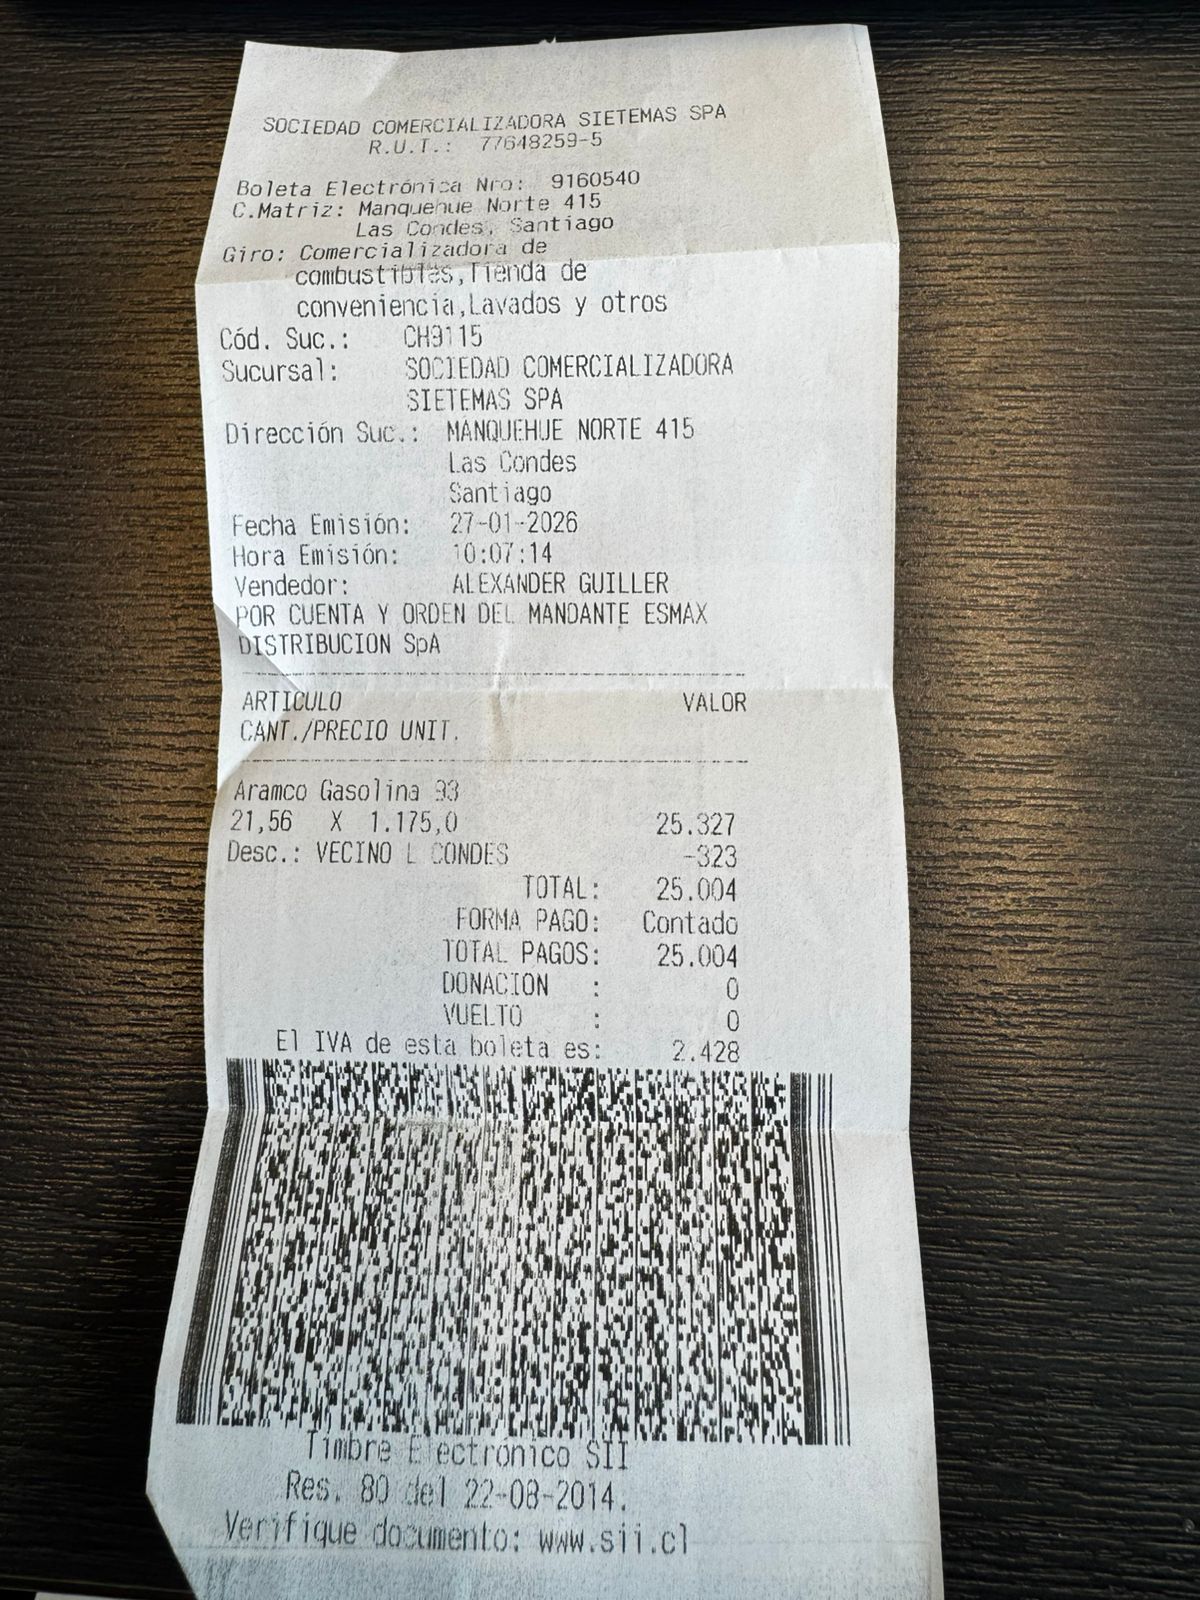 SOCIEDAD COMERCIALIZADORA SIETEMAS SPA
R.U.T.: 77648259-5
Boleta Electrónica Nro: 9160540
C.Matriz: Manquehue Norte 415
Las Condes, Santiago
Giro: Comercializadora de
combustibles,Tienda de
conveniencia,Lavados y otros
Cód. Suc.: CH9115
Sucursal: SOCIEDAD COMERCIALIZADORA
SIETEMAS SPA
Dirección Suc.: MANQUEHUE NORTE 415
Las Condes
Santiago
Fecha Emisión: 27-01-2026
Hora Emisión: 10:07:14
Vendedor: ALEXANDER GUILLER
POR CUENTA Y ORDEN DEL MANDANTE ESMAX
DISTRIBUCION SpA
ARTICULO VALOR
CANT./PRECIO UNIT.
Aramco Gasolina 93
21,56 X 1.175,0 25.327
Desc.: VECINO L CONDES -323
TOTAL: 25.004
FORMA PAGO: Contado
TOTAL PAGOS: 25.004
DONACION : 0
VUELTO : 0
El IVA de esta boleta es: 2.428
Timbre Electrónico SII
Res. 80 del 22-08-2014.
Verifique documento: www.sii.cl